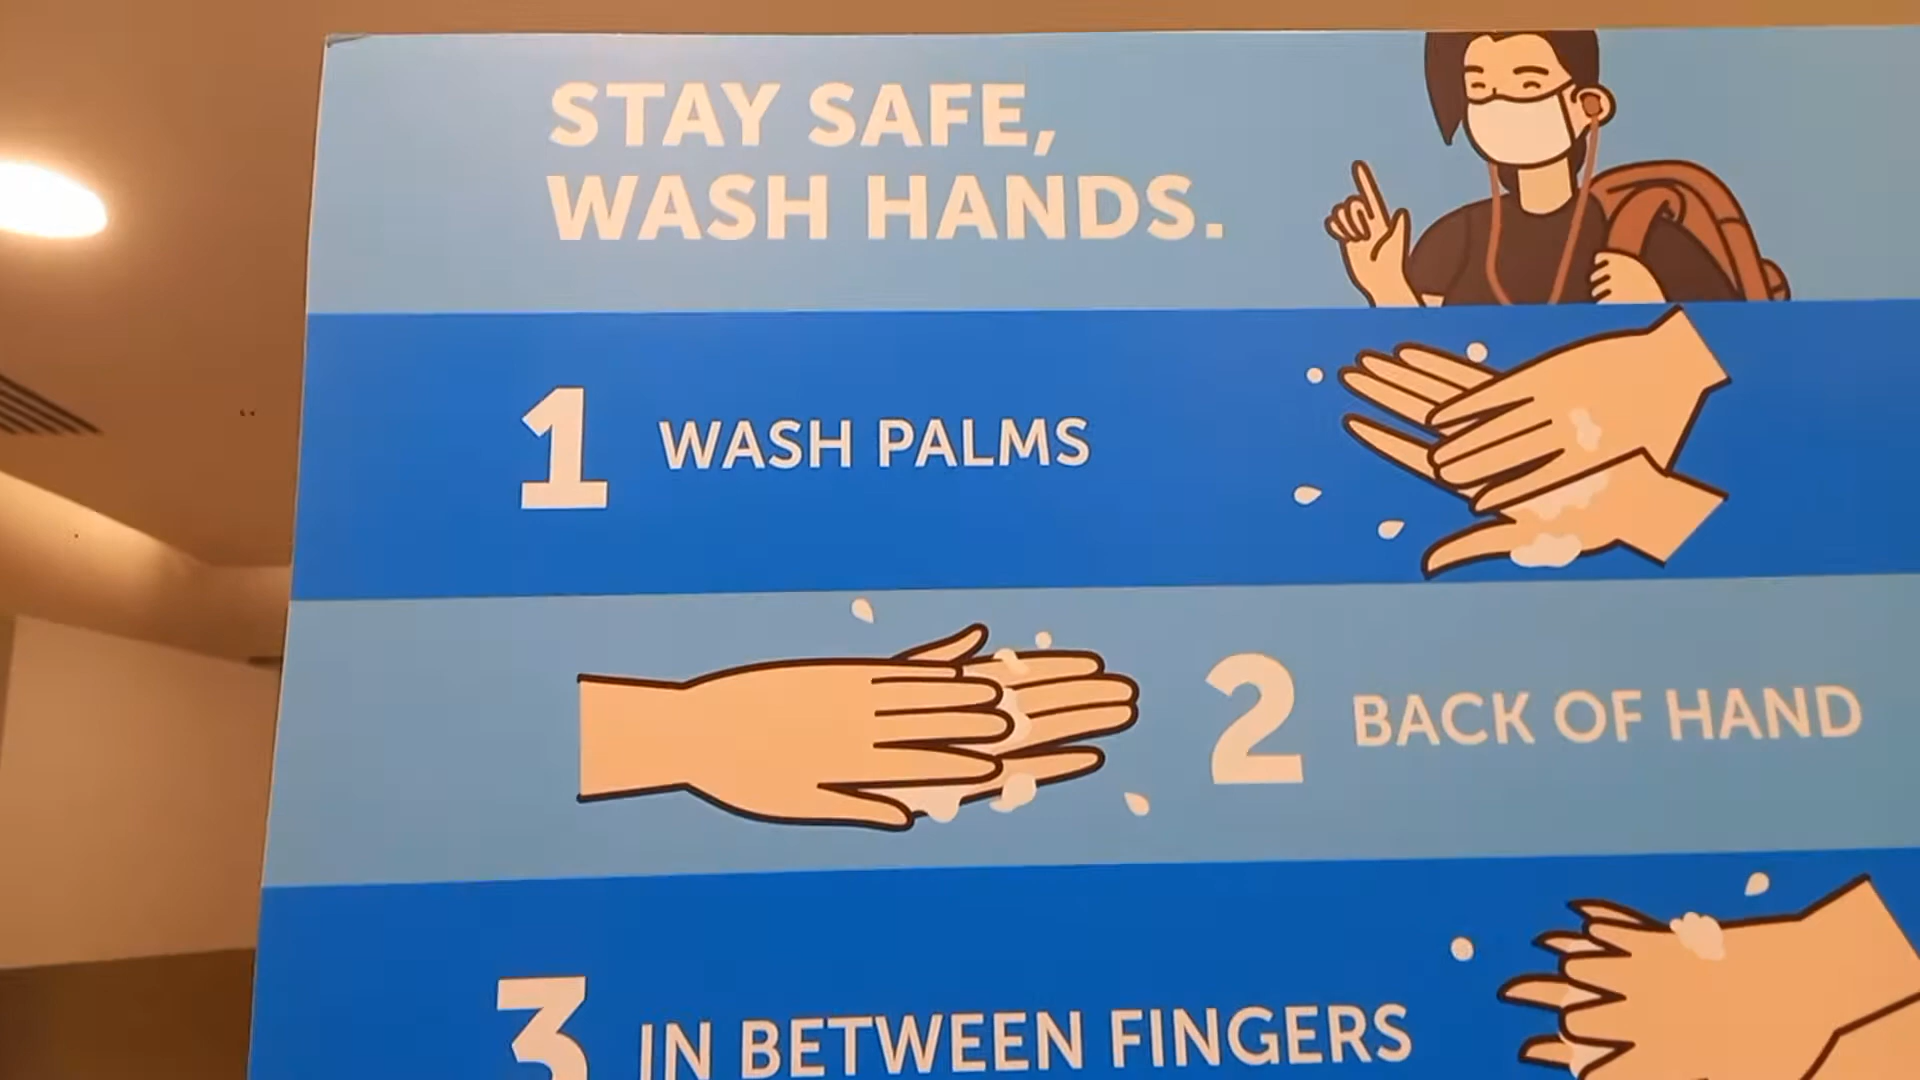 STAY SAFE,
WASH HANDS.
1 WASH PALMS
2 BACK OF HAND
3 IN BETWEEN FINGERS